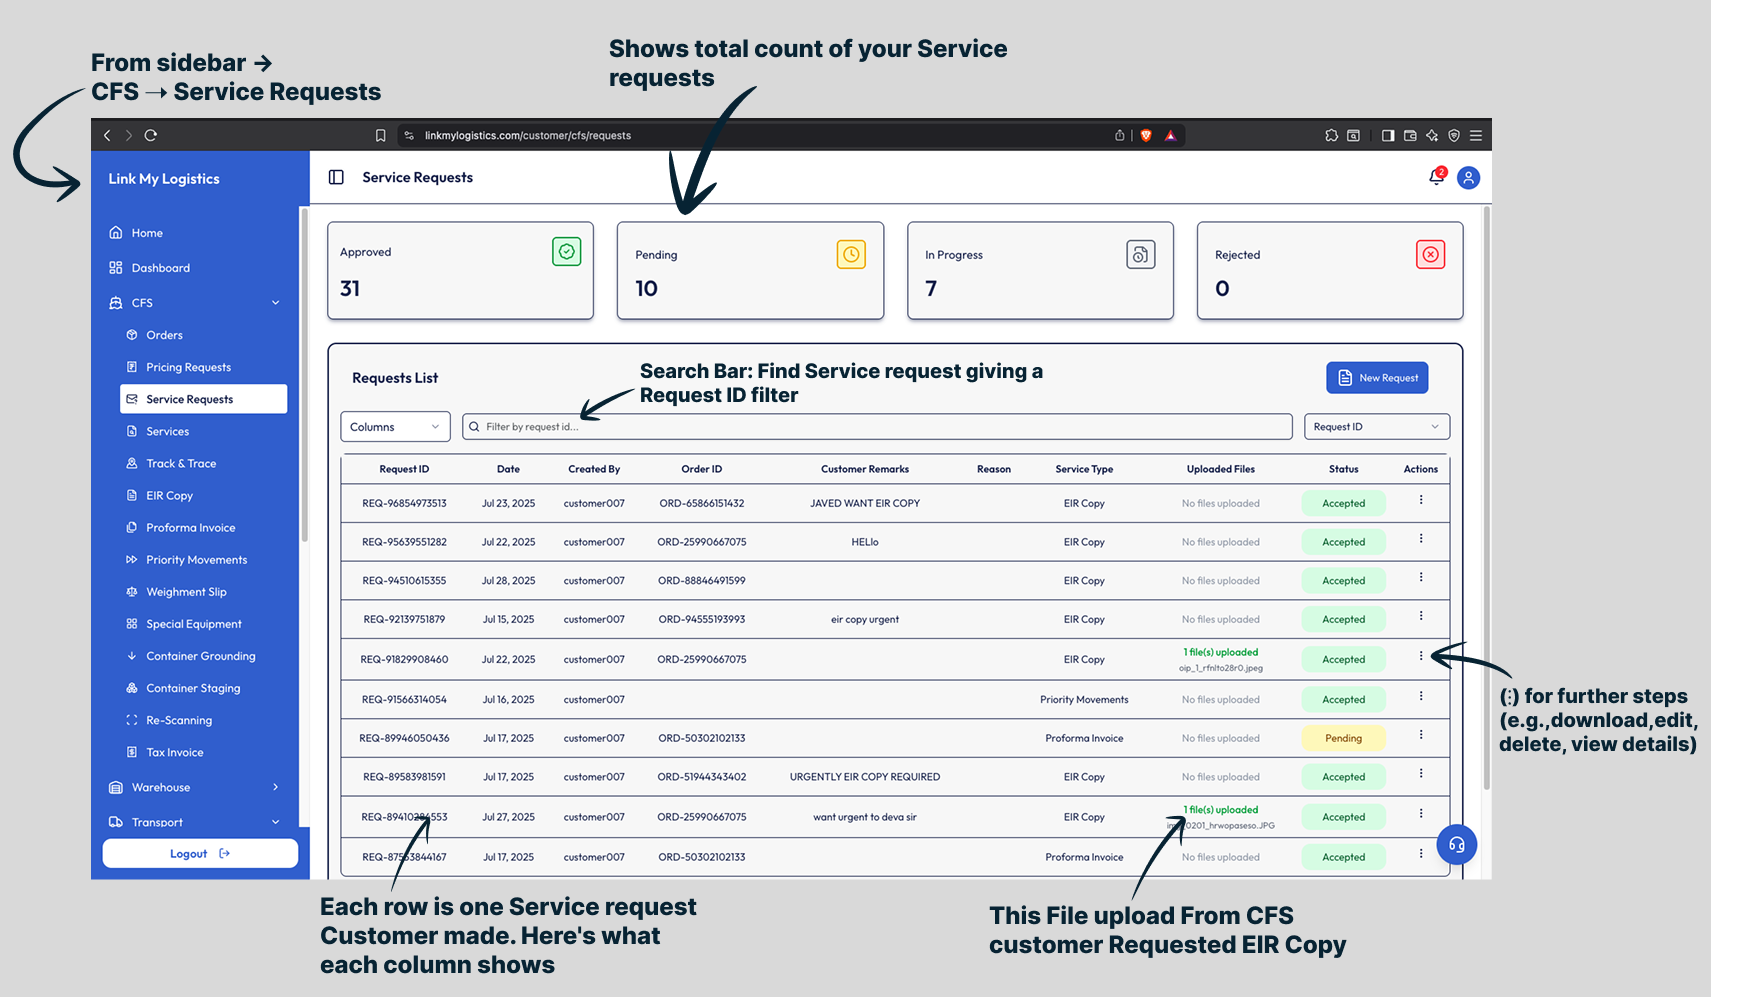 From sidebar →
CFS → Service Requests
Shows total count of your Service
requests
linkmylogistics.com/customer/cfs/requests
Link My Logistics
Service Requests
2
Home
Dashboard
CFS
Orders
Pricing Requests
Service Requests
Services
Track & Trace
EIR Copy
Proforma Invoice
Priority Movements
Weighment Slip
Special Equipment
Container Grounding
Container Staging
Re-Scanning
Tax Invoice
Warehouse
Transport
Logout
Approved
31
Pending
10
In Progress
7
Rejected
0
Requests List
Search Bar: Find Service request giving a
Request ID filter
New Request
Columns
Filter by request id...
Request ID
Request ID Date Created By Order ID Customer Remarks Reason Service Type Uploaded Files Status Actions
REQ-96854973513 Jul 23, 2025 customer007 ORD-65866151432 JAVED WANT EIR COPY EIR Copy No files uploaded Accepted
REQ-95639551282 Jul 22, 2025 customer007 ORD-25990667075 HELlo EIR Copy No files uploaded Accepted
REQ-94510615355 Jul 28, 2025 customer007 ORD-88846491599 EIR Copy No files uploaded Accepted
REQ-92139751879 Jul 15, 2025 customer007 ORD-94555193993 eir copy urgent EIR Copy No files uploaded Accepted
REQ-91829908460 Jul 22, 2025 customer007 ORD-25990667075 EIR Copy 1 file(s) uploaded Accepted
oip_1_rfnlto28r0.jpeg
REQ-91566314054 Jul 16, 2025 customer007 Priority Movements No files uploaded Accepted
REQ-89946050436 Jul 17, 2025 customer007 ORD-50302102133 Proforma Invoice No files uploaded Pending
REQ-89583981591 Jul 17, 2025 customer007 ORD-51944343402 URGENTLY EIR COPY REQUIRED EIR Copy No files uploaded Accepted
Jul 27, 2025 customer007 ORD-25990667075 want urgent to deva sir EIR Copy 1 file(s) uploaded Accepted
Jul 17, 2025 customer007 ORD-50302102133 Proforma Invoice No files uploaded Accepted
(:) for further steps
(e.g.,download,edit,
delete, view details)
Each row is one Service request
Customer made. Here's what
each column shows
This File upload From CFS
customer Requested EIR Copy